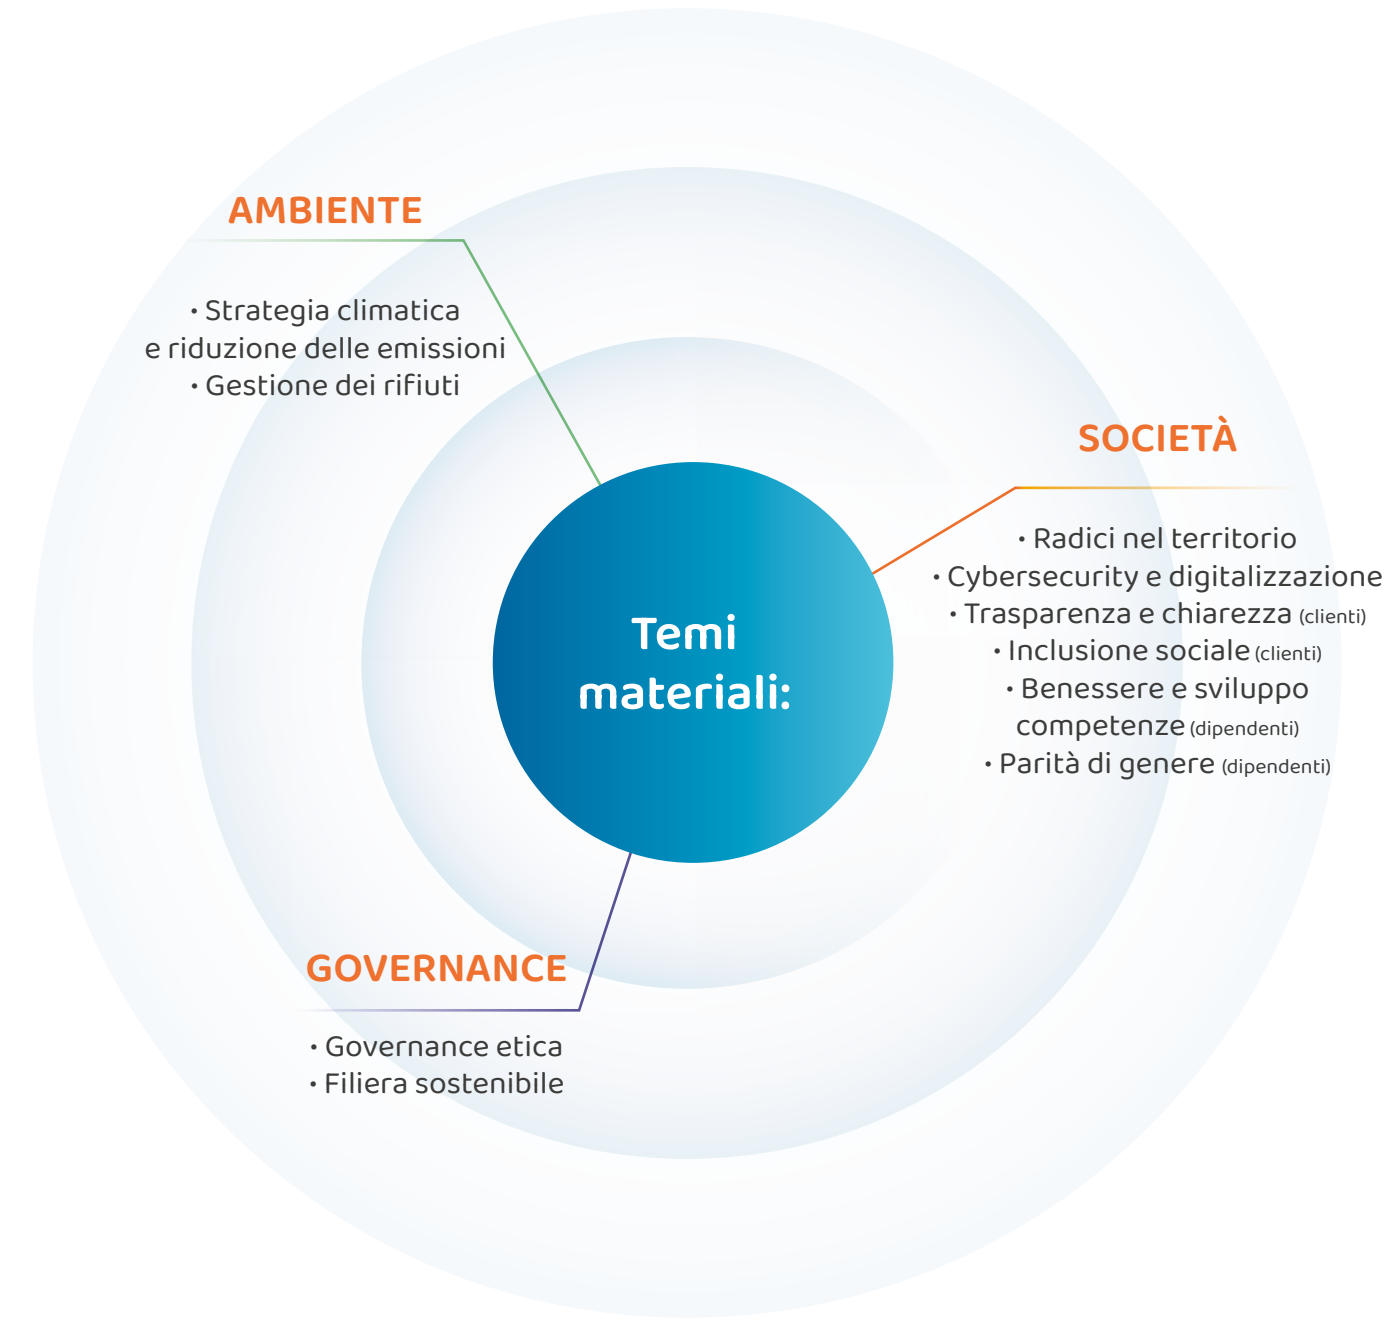 AMBIENTE
• Strategia climatica
e riduzione delle emissioni
• Gestione dei rifiuti
SOCIETÀ
• Radici nel territorio
• Cybersecurity e digitalizzazione
• Trasparenza e chiarezza (clienti)
• Inclusione sociale (clienti)
• Benessere e sviluppo
competenze (dipendenti)
• Parità di genere (dipendenti)
Temi
materiali:
GOVERNANCE
• Governance etica
• Filiera sostenibile